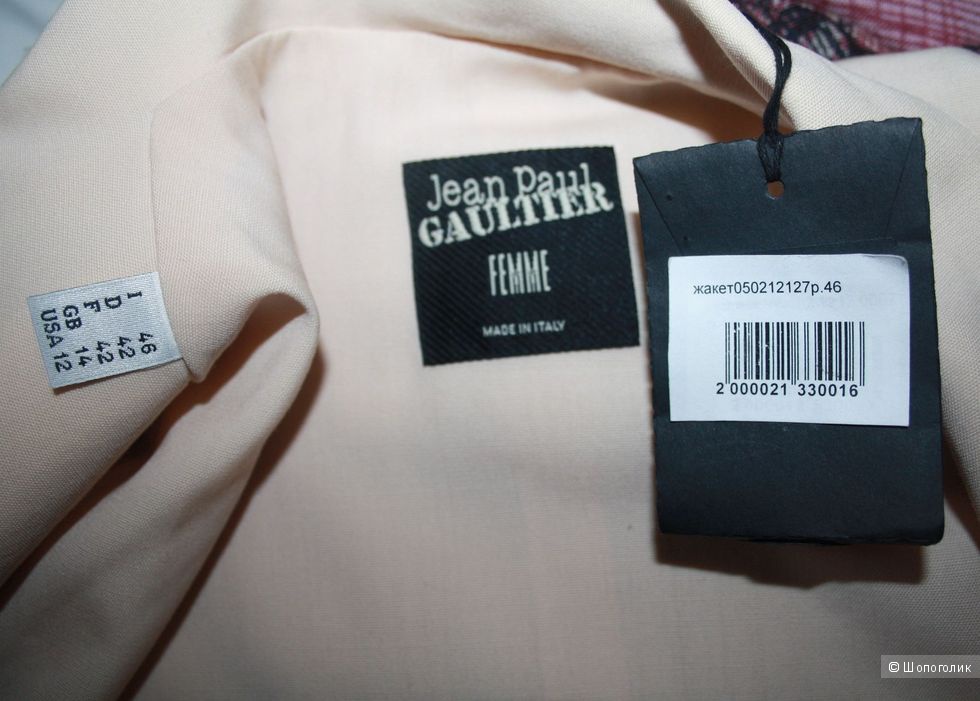 Jean Paul
GAULTIER
FEMME
MADE IN ITALY
I 46
D 42
F 42
GB 14
USA 12
жакет050212127р.46
2 000021 330016
© Шопоголик